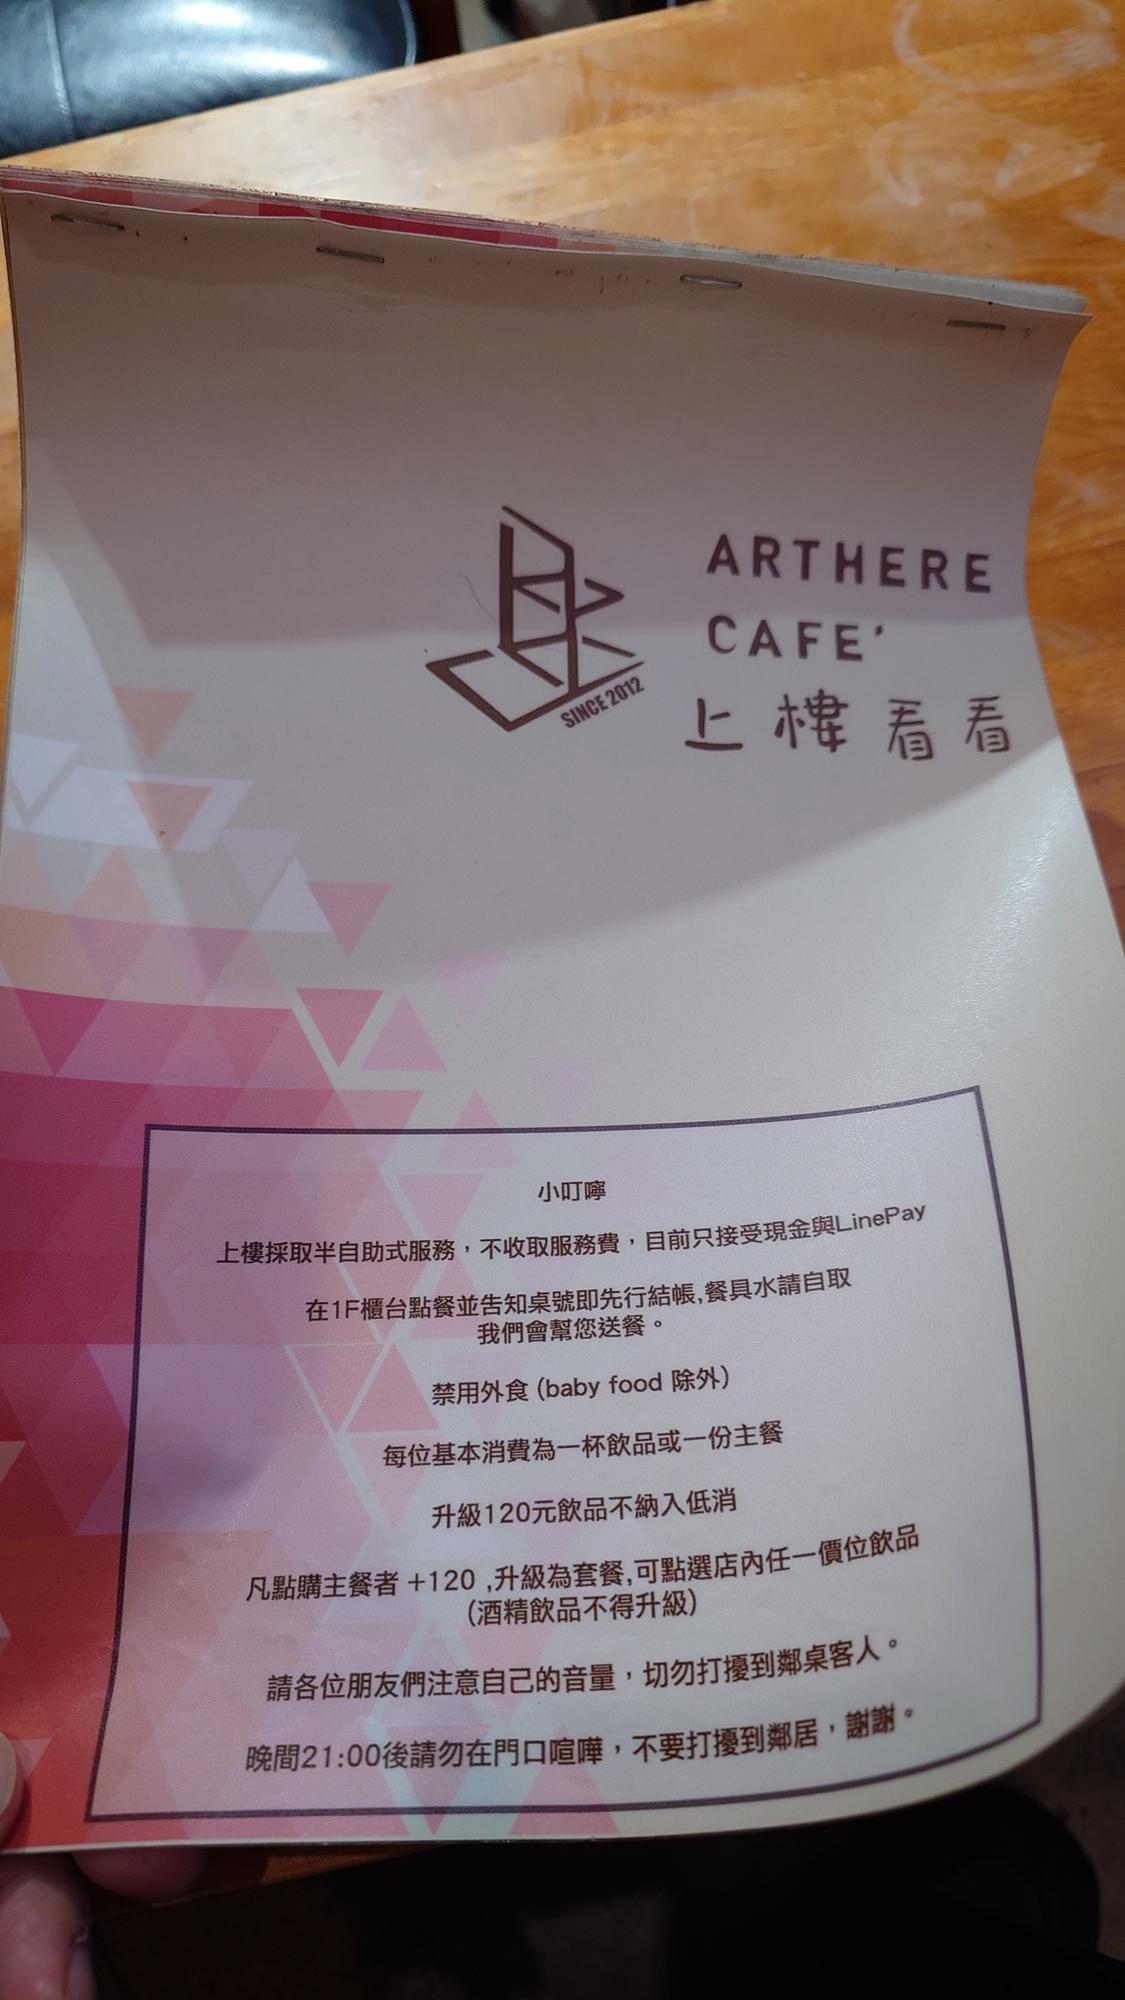 ARTHERE
CAFE'
SINCE 2012
上樓看看
小叮嚀
上樓採取半自助式服務，不收取服務費，目前只接受現金與LinePay
在1F櫃台點餐並告知桌號即先行結帳,餐具水請自取
我們會幫您送餐。
禁用外食 (baby food 除外)
每位基本消費為一杯飲品或一份主餐
升級120元飲品不納入低消
凡點購主餐者 +120 ,升級為套餐,可點選店內任一價位飲品
(酒精飲品不得升級)
請各位朋友們注意自己的音量，切勿打擾到鄰桌客人。
晚間21:00後請勿在門口喧嘩，不要打擾到鄰居，謝謝。